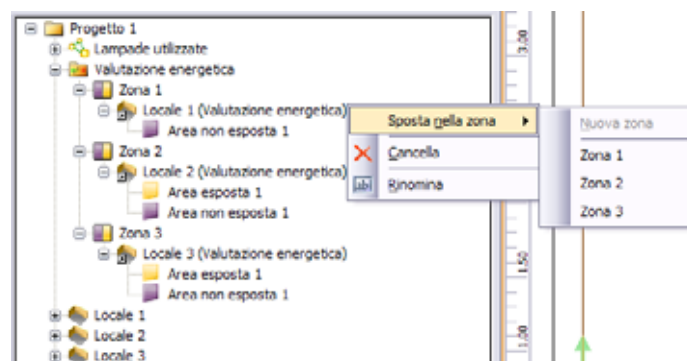 Progetto 1
Lampade utilizzate
Valutazione energetica
Zona 1
Locale 1 (Valutazione energetica)
Area non esposta 1
Zona 2
Locale 2 (Valutazione energetica)
Area esposta 1
Area non esposta 1
Zona 3
Locale 3 (Valutazione energetica)
Area esposta 1
Area non esposta 1
Locale 1
Locale 2
Locale 3
Sposta nella zona
Cancella
Rinomina
Nuova zona
Zona 1
Zona 2
Zona 3
3.00
1.50
1.00